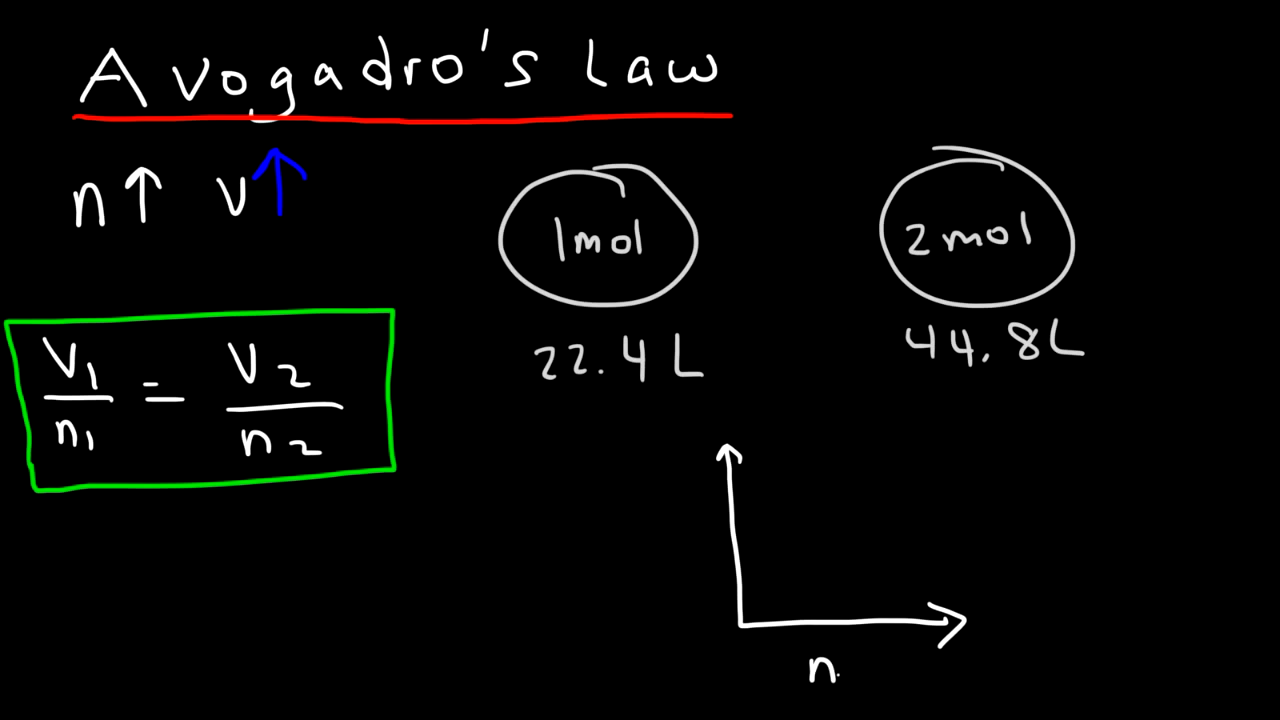 Avogadro's Law
n↑ v↑
1mol
2mol
22.4 L
44.8L
V1/n1 = V2/n2
n